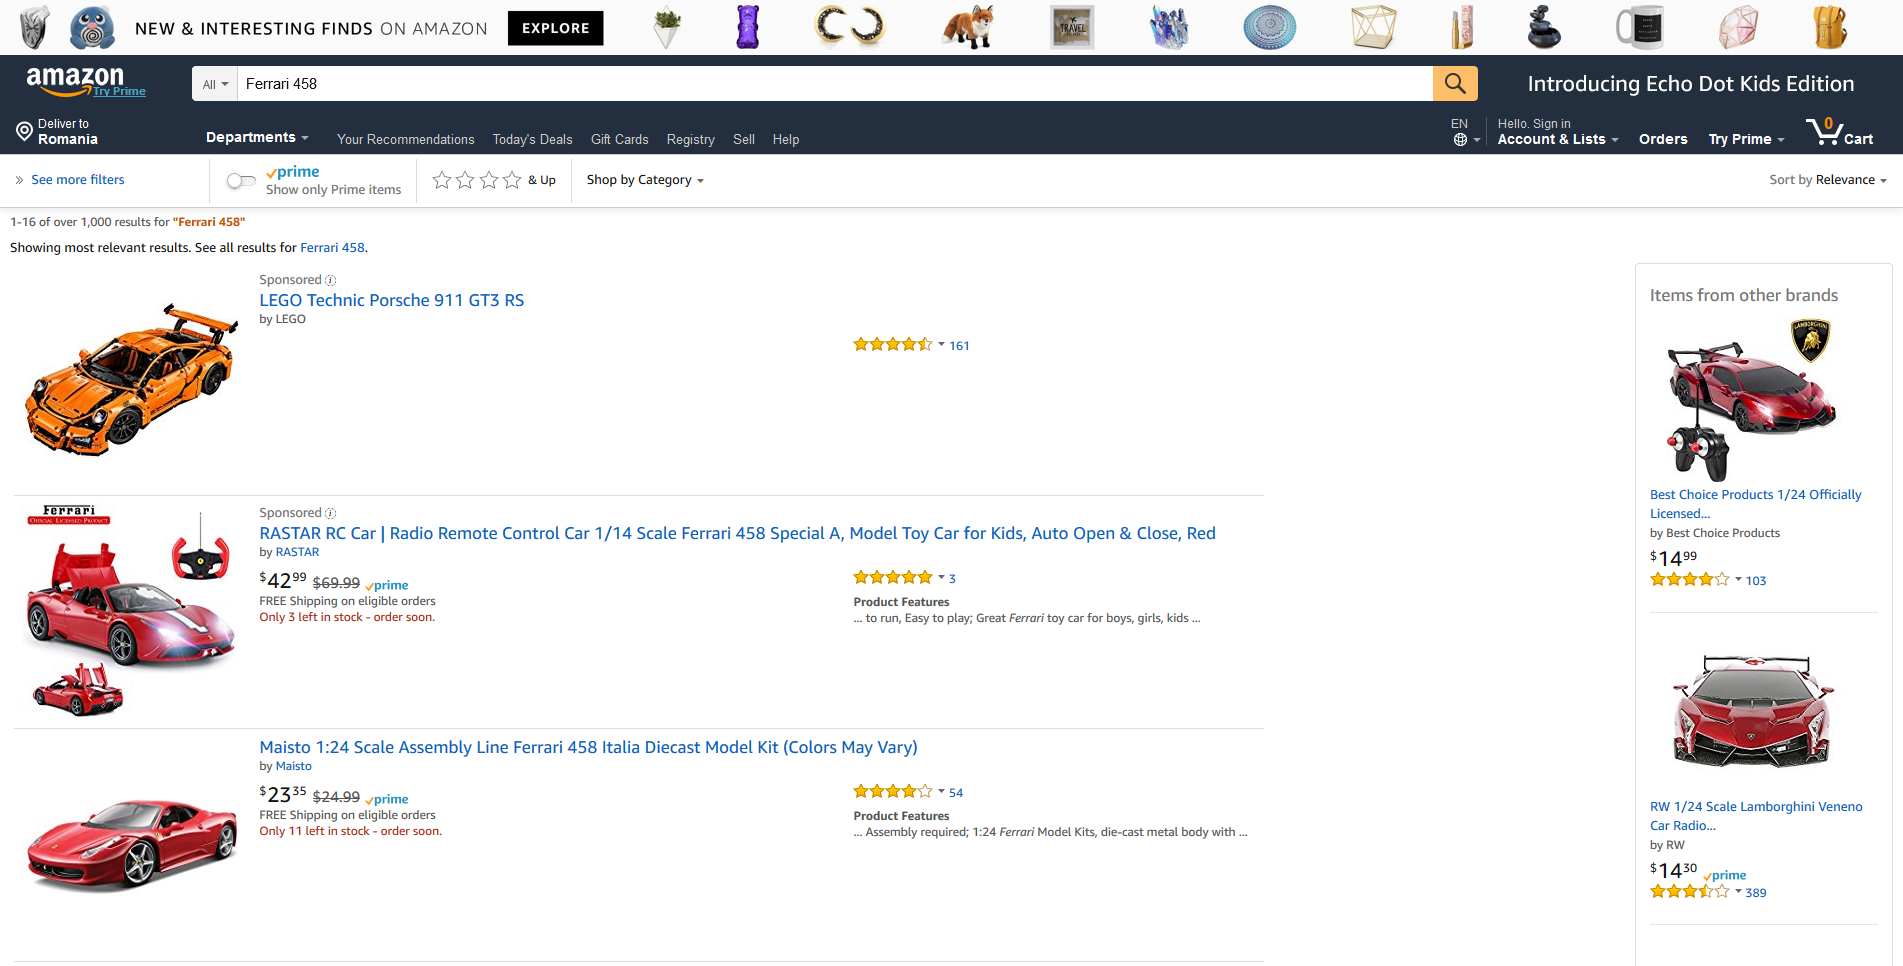 NEW & INTERESTING FINDS ON AMAZON EXPLORE
TRAVEL
amazon
Try Prime
All
Ferrari 458
Introducing Echo Dot Kids Edition
Deliver to
Romania
Departments
Your Recommendations
Today's Deals
Gift Cards
Registry
Sell
Help
EN
Hello. Sign in
Account & Lists
Orders
Try Prime
0
Cart
» See more filters
prime
Show only Prime items
& Up
Shop by Category
Sort by Relevance
1-16 of over 1,000 results for "Ferrari 458"
Showing most relevant results. See all results for Ferrari 458.
Sponsored
LEGO Technic Porsche 911 GT3 RS
by LEGO
161
Ferrari
OFFICIAL LICENSED PRODUCT
Sponsored
RASTAR RC Car | Radio Remote Control Car 1/14 Scale Ferrari 458 Special A, Model Toy Car for Kids, Auto Open & Close, Red
by RASTAR
$42 99 $69.99 prime
FREE Shipping on eligible orders
Only 3 left in stock - order soon.
3
Product Features
... to run, Easy to play; Great Ferrari toy car for boys, girls, kids ...
Maisto 1:24 Scale Assembly Line Ferrari 458 Italia Diecast Model Kit (Colors May Vary)
by Maisto
$23 35 $24.99 prime
FREE Shipping on eligible orders
Only 11 left in stock - order soon.
54
Product Features
... Assembly required; 1:24 Ferrari Model Kits, die-cast metal body with ...
Items from other brands
LAMBORGHINI
Best Choice Products 1/24 Officially
Licensed...
by Best Choice Products
$14 99
103
RW 1/24 Scale Lamborghini Veneno
Car Radio...
by RW
$14 30 prime
389